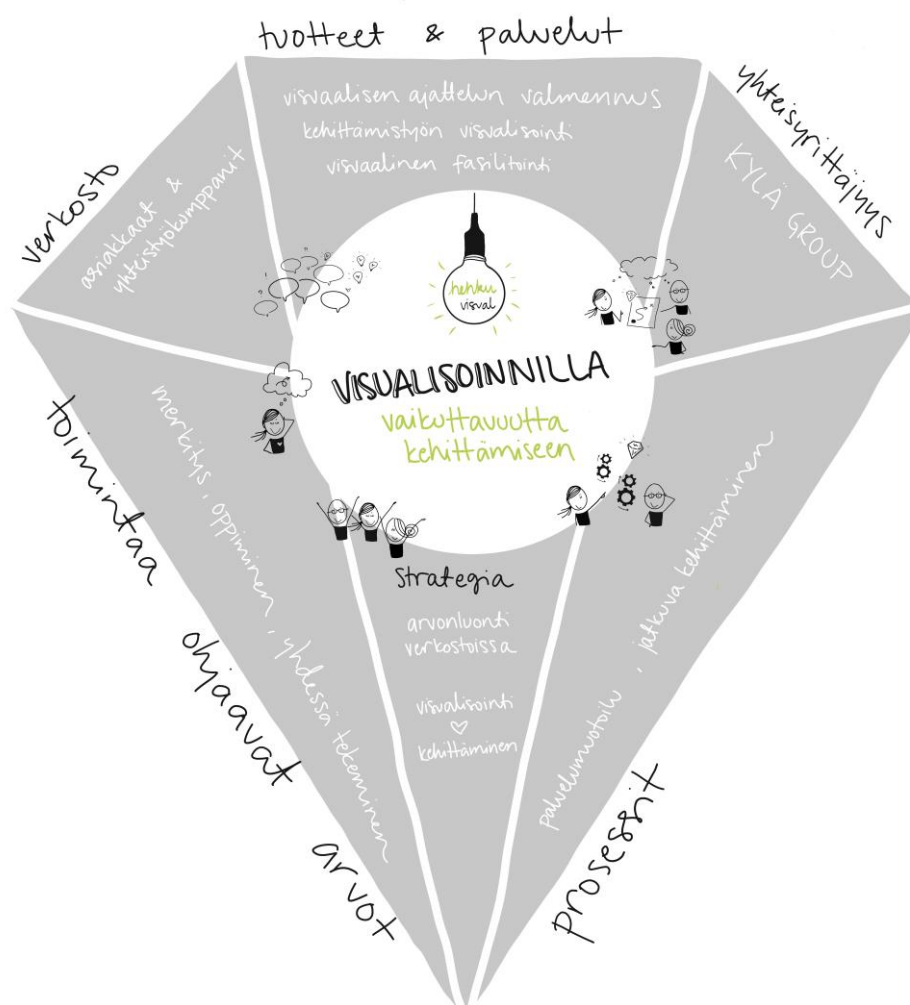 tuotteet & palvelut
visuaalisen ajattelun valmennus
kehittämistyön visualisointi
visuaalinen fasilitointi
verkosto
asiakkaat &
yhteistyökumppanit
yhteisyrittäjyys
KYLÄ GROUP
hehku
visual
VISUALISOINNILLA
vaikuttavuutta
kehittämiseen
toimintaa ohjaavat arvot
merkitys, oppiminen, yhdessä tekeminen
strategia
arvonluonti
verkostoissa
visualisointi
♡
kehittäminen
prosessit
palvelumuotoilu, jatkuva kehittäminen